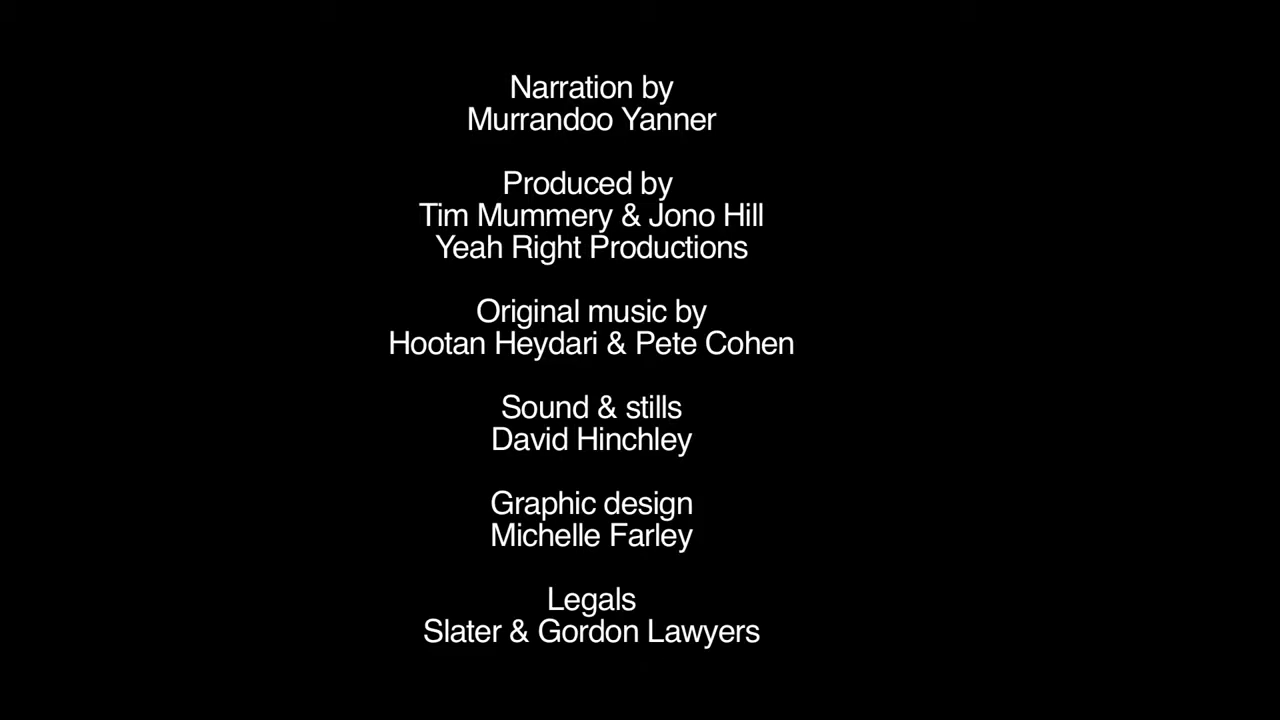 Narration by
Murrandoo Yanner
Produced by
Tim Mummery & Jono Hill
Yeah Right Productions
Original music by
Hootan Heydari & Pete Cohen
Sound & stills
David Hinchley
Graphic design
Michelle Farley
Legals
Slater & Gordon Lawyers